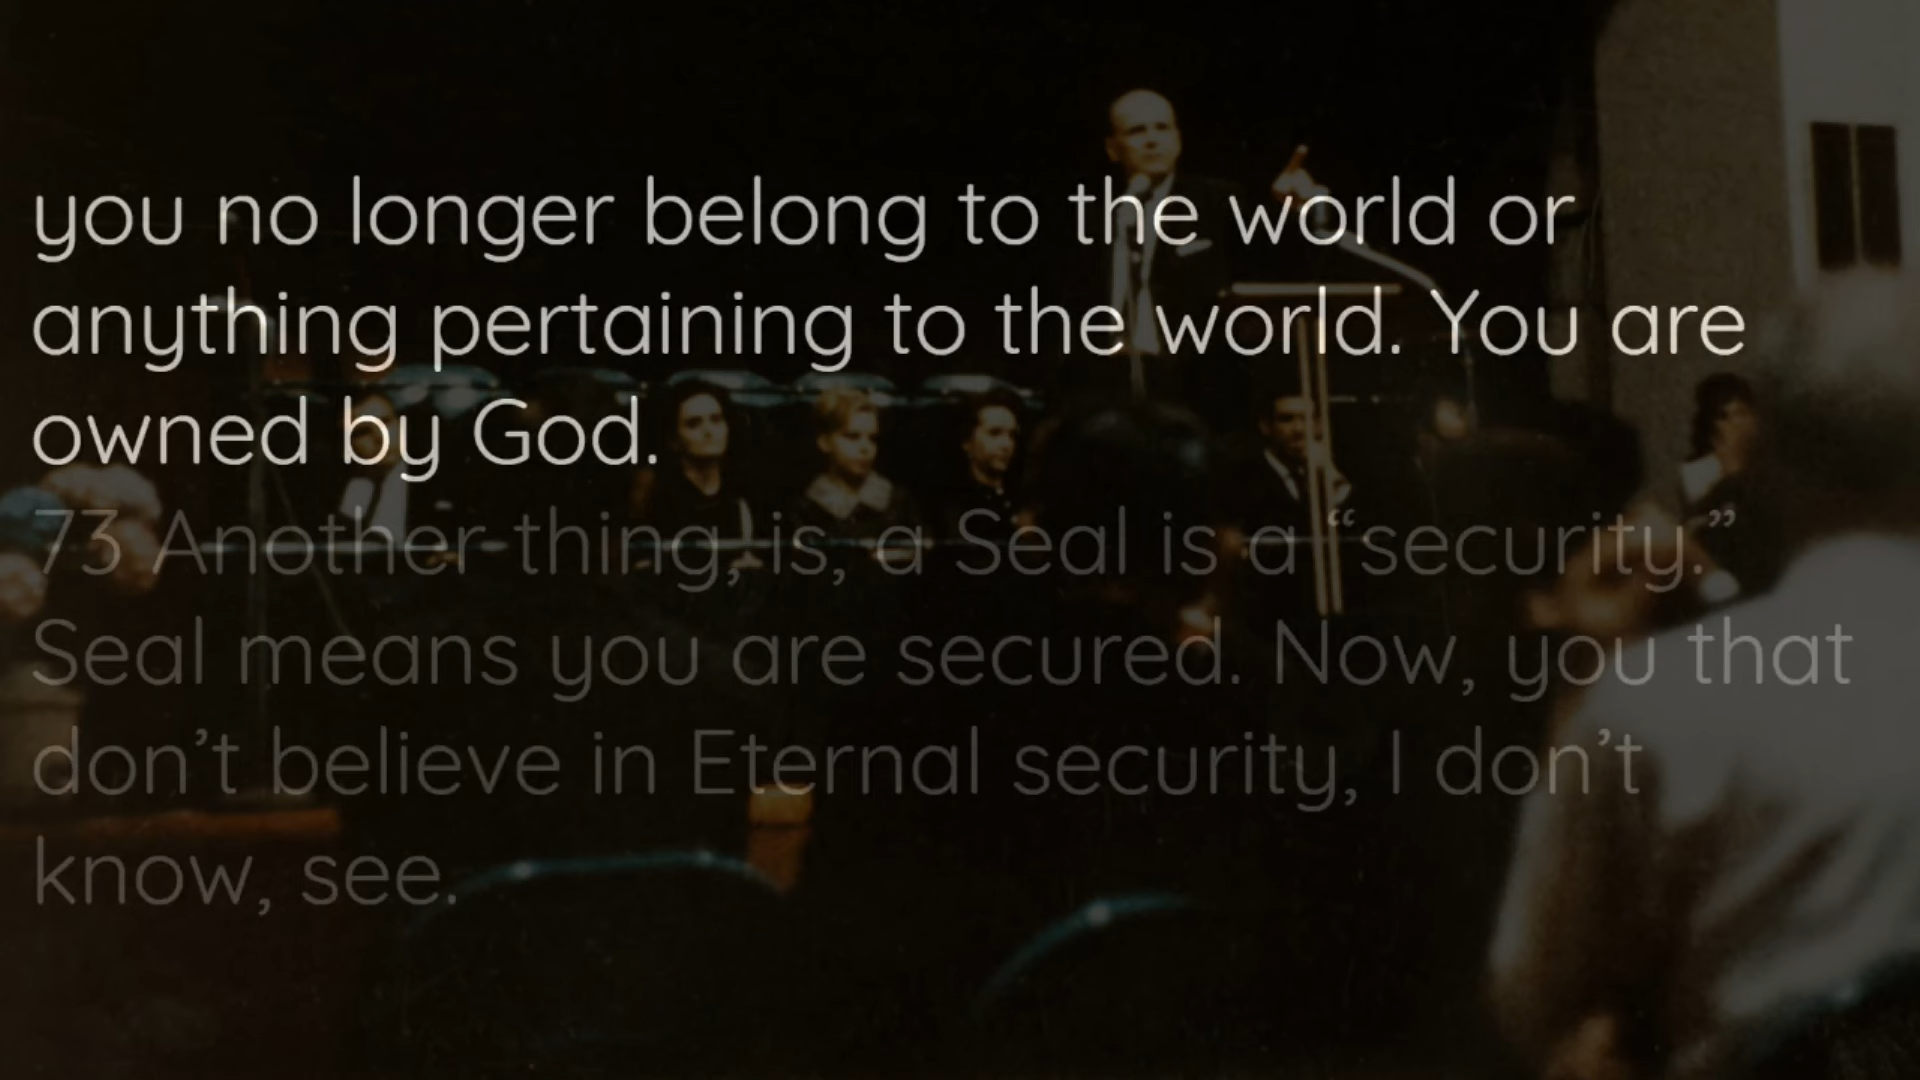 you no longer belong to the world or
anything pertaining to the world. You are
owned by God.
73 Another thing, is, a Seal is a “security.”
Seal means you are secured. Now, you that
don’t believe in Eternal security, I don’t
know, see.